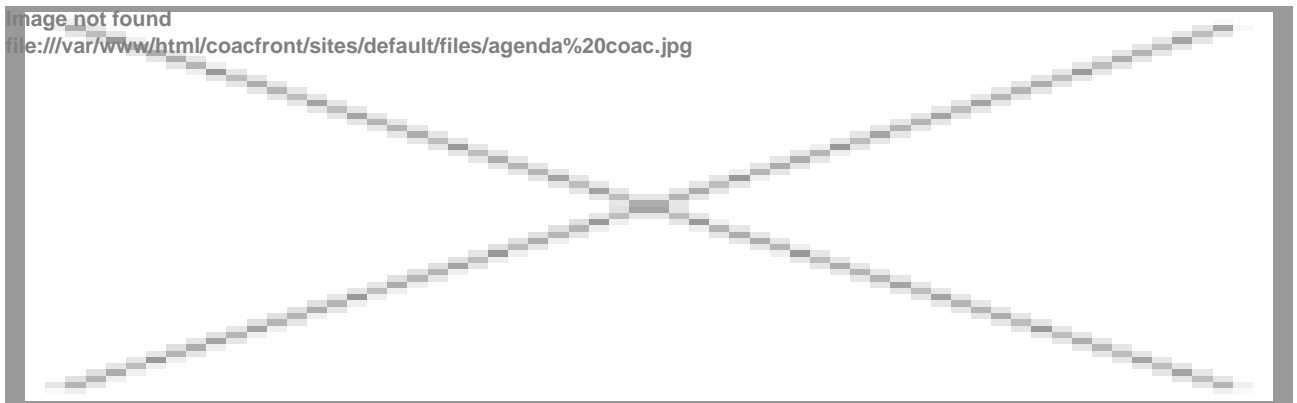 Image not found
file:///var/www/html/coacfront/sites/default/files/agenda%20coac.jpg